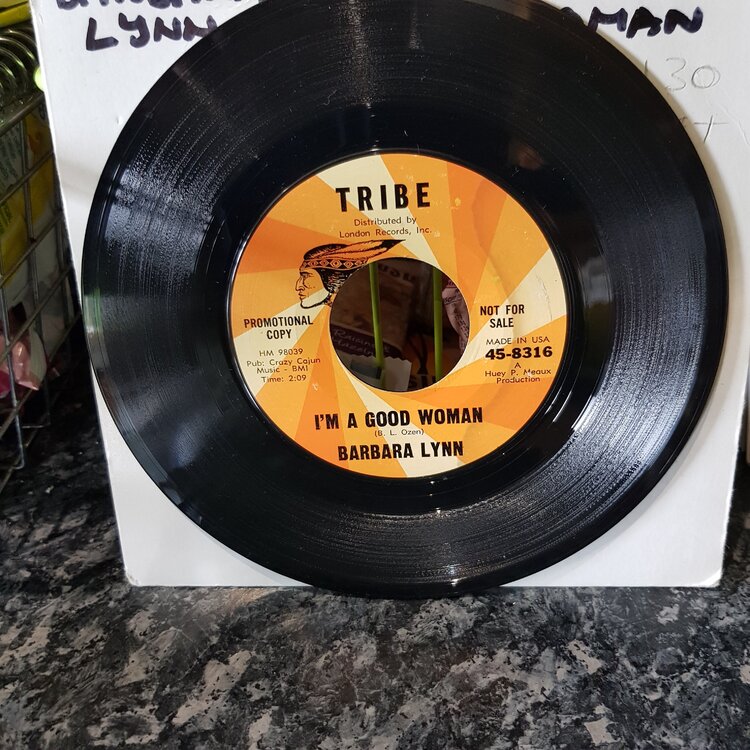 LYNN
MAN
130
TRIBE
Distributed by
London Records, Inc.
PROMOTIONAL
COPY
HM 98039
Pub: Crazy Cajun
Music - BMI
Time: 2:09
NOT FOR
SALE
MADE IN USA
45-8316
A
Huey P. Meaux
Production
I'M A GOOD WOMAN
(B. L. Ozen)
BARBARA LYNN